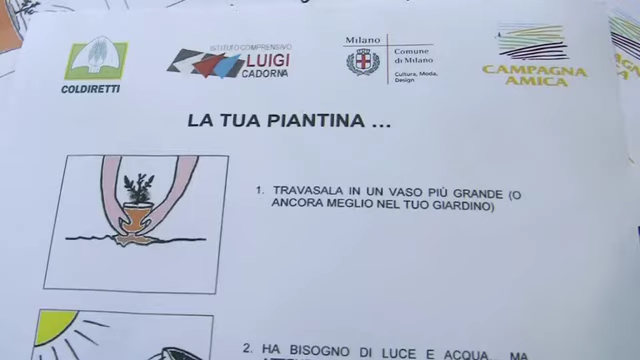 COLDIRETTI
ISTITUTO COMPRENSIVO
LUIGI
CADORNA
Milano
Comune
di Milano
Cultura, Moda,
Design
CAMPAGNA
AMICA
LA TUA PIANTINA ...
1. TRAVASALA IN UN VASO PIÙ GRANDE (O
ANCORA MEGLIO NEL TUO GIARDINO)
2. HA BISOGNO DI LUCE E ACQUA... MA